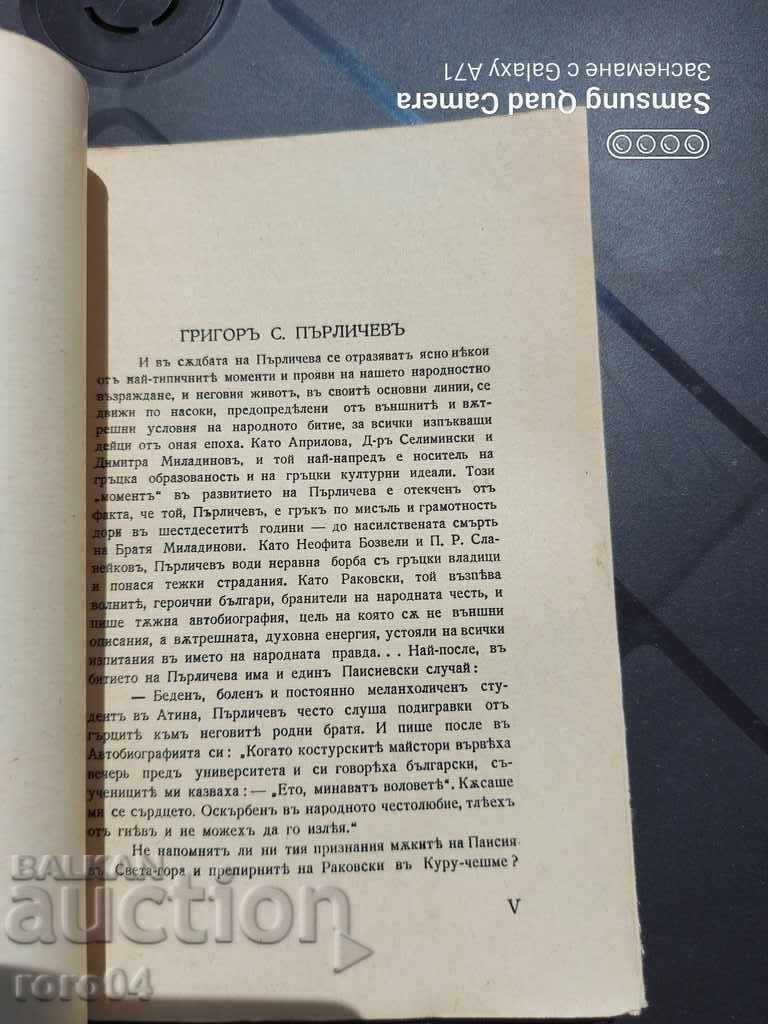 Samsung Quad Camera
Заснемане с Galaxy A71
ГРИГОРЪ С. ПЪРЛИЧЕВЪ
И въ сѫдбата на Пърличева се отразяватъ ясно нѣкои
отъ най-типичнитѣ моменти и прояви на нашето народностно
възраждане, и неговия животъ, въ своитѣ основни линии, се
движи по насоки, предопредѣлени отъ външнитѣ и вѫт-
решни условия на народното битие, за всички изпъкващи
дейци отъ оная епоха. Като Априлова, Д-ръ Селимински и
Димитра Миладиновъ, и той най-напредъ е носитель на
гръцка образованость и на гръцки културни идеали. Този
„моментъ“ въ развитието на Пърличева е отекченъ отъ
факта, че той, Пърличевъ, е гръкъ по мисъль и грамотность
дори въ шестдесетитѣ години — до насилствената смърть
на Братя Миладинови. Като Неофита Бозвели и П. Р. Сла-
вейковъ, Пърличевъ води неравна борба съ гръцки владици
и понася тежки страдания. Като Раковски, той възпѣва
волнитѣ, героични българи, бранители на народната честь, и
пише тѫжна автобиография, цель на която сѫ не външни
описания, а вѫтрешната, духовна енергия, устояли на всички
изпитания въ името на народната правда. . . Най-после, въ
битието на Пърличева има и единъ Паисиевски случай:
— Беденъ, боленъ и постоянно меланхоличенъ сту-
дентъ въ Атина, Пърличевъ често слуша подигравки отъ
гърцитѣ къмъ неговитѣ родни братя. И пише после въ
Автобиографията си: „Когато костурскитѣ майстори вървѣха
вечерь предъ университета и си говорѣха български, съ-
ученицитѣ ми казваха: — „Ето, минаватъ воловетѣ“. Кѫсаше
ми се сърдцето. Оскърбенъ въ народното честолюбие, тлѣехъ
отъ гнѣвъ и не можехъ да го излѣя.“
Не напомнятъ ли ни тия признания мѫкитѣ на Паисия
въ Света-гора и препирнитѣ на Раковски въ Куру-чешме?
V
BALKAN
auction
roro04